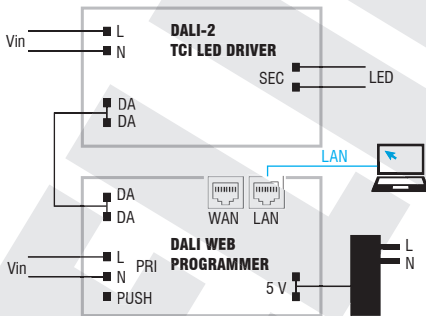 Vin
L
N
DALI-2
TCI LED DRIVER
SEC
LED
DA
DA
LAN
DA
DA
WAN
LAN
DALI WEB
PROGRAMMER
Vin
L
N
PRI
PUSH
5 V
L
N